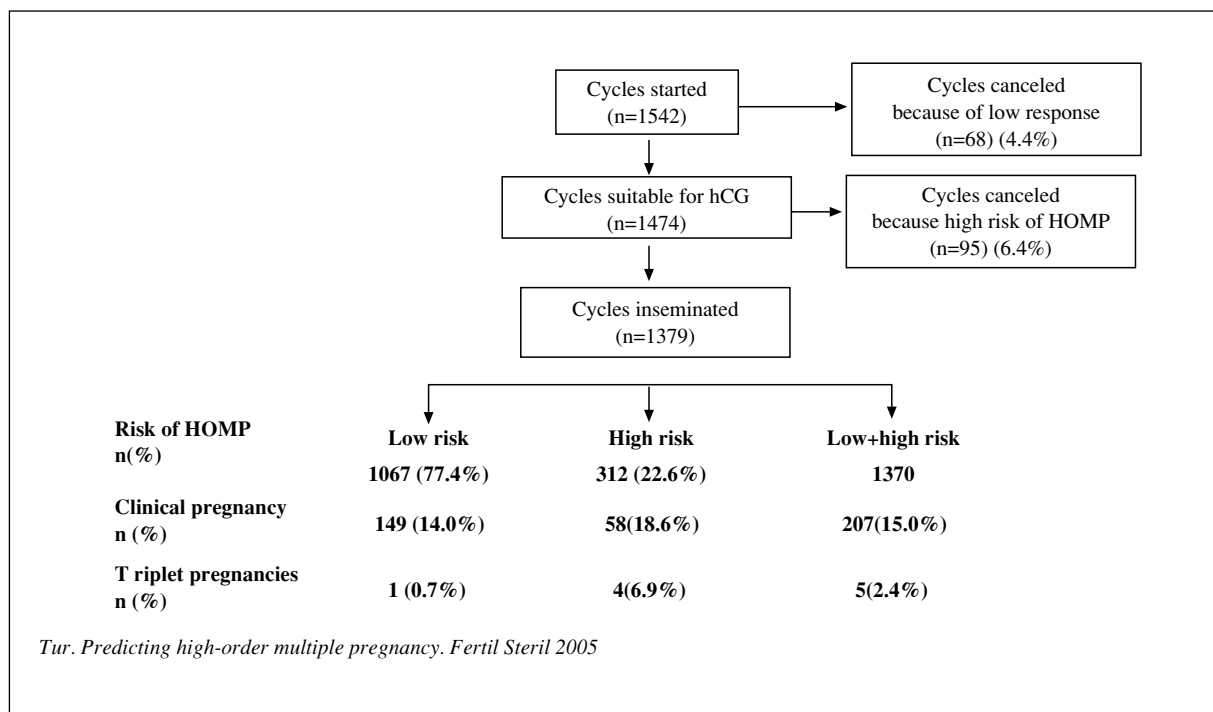 Cycles started
(n=1542)
Cycles canceled
because of low response
(n=68) (4.4%)
Cycles suitable for hCG
(n=1474)
Cycles canceled
because high risk of HOMP
(n=95) (6.4%)
Cycles inseminated
(n=1379)
Risk of HOMP
n(%)
Low risk
High risk
Low+high risk
1067 (77.4%)
312 (22.6%)
1370
Clinical pregnancy
n (%)
149 (14.0%)
58(18.6%)
207(15.0%)
T riplet pregnancies
n (%)
1 (0.7%)
4(6.9%)
5(2.4%)
Tur. Predicting high-order multiple pregnancy. Fertil Steril 2005